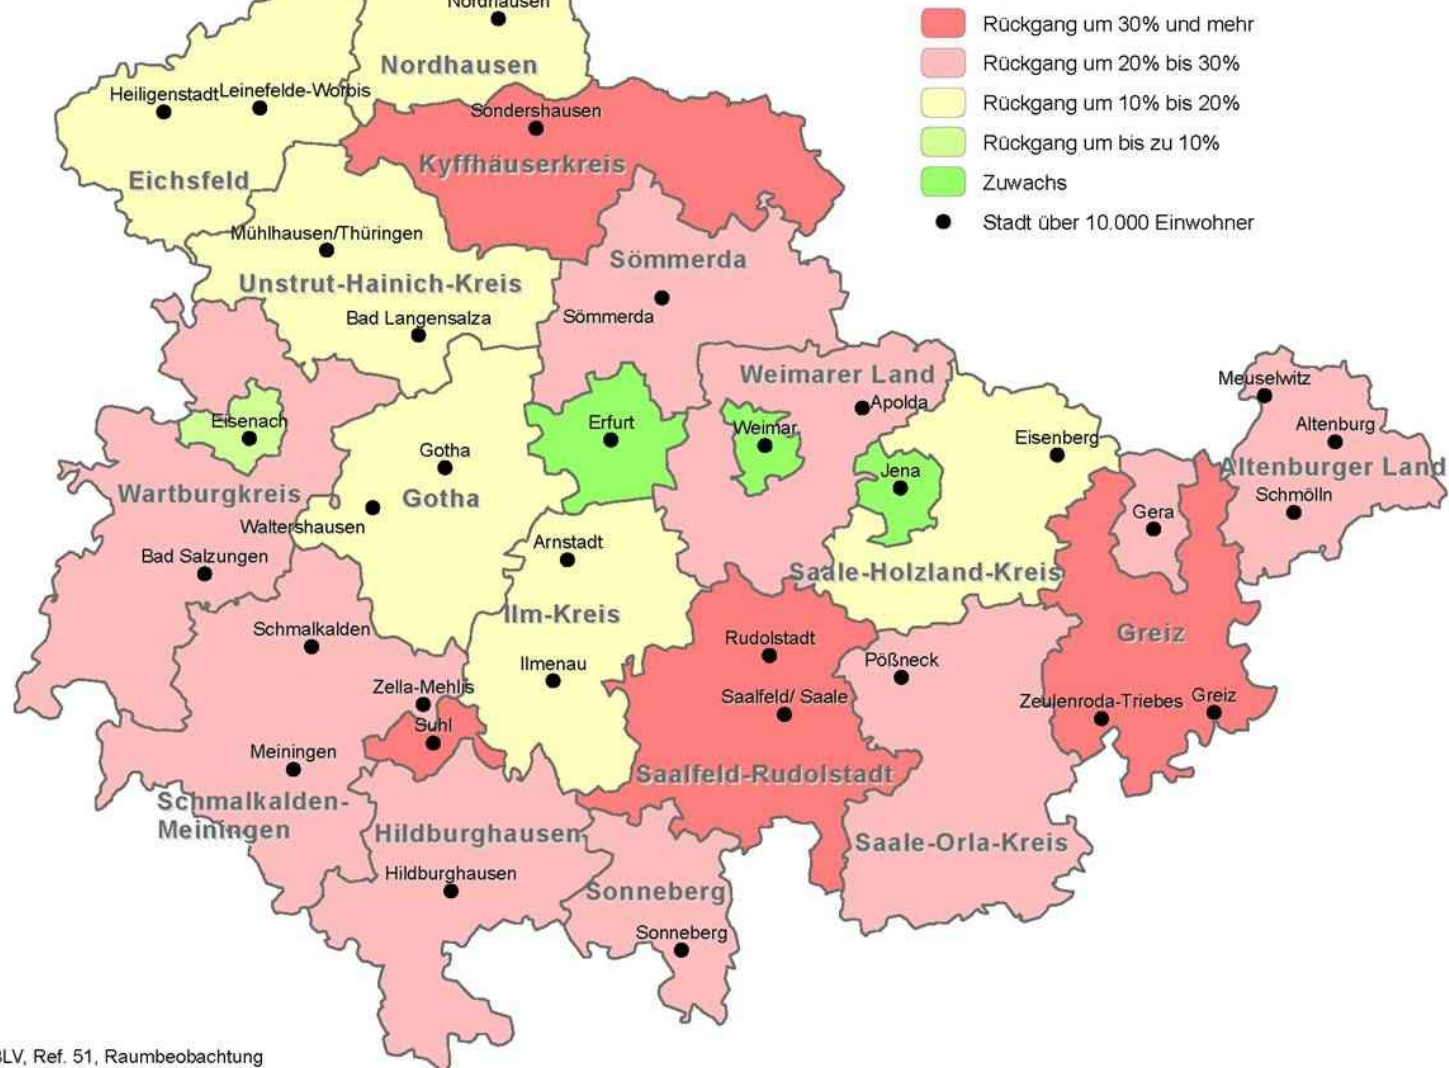 Nordhausen
Rückgang um 30% und mehr
Rückgang um 20% bis 30%
Rückgang um 10% bis 20%
Rückgang um bis zu 10%
Zuwachs
Stadt über 10.000 Einwohner
Nordhausen
Heiligenstadt
Leinefelde-Worbis
Sondershausen
Kyffhäuserkreis
Eichsfeld
Mühlhausen/Thüringen
Unstrut-Hainich-Kreis
Bad Langensalza
Sömmerda
Sömmerda
Weimarer Land
Apolda
Meuselwitz
Altenburg
Altenburger Land
Schmölln
Eisenach
Erfurt
Weimar
Jena
Eisenberg
Gotha
Gotha
Waltershausen
Wartburgkreis
Bad Salzungen
Arnstadt
Gera
Saale-Holzland-Kreis
Ilm-Kreis
Ilmenau
Schmalkalden
Rudolstadt
Pößneck
Greiz
Zella-Mehlis
Suhl
Saalfeld/ Saale
Zeulenroda-Triebes
Greiz
Meiningen
Schmalkalden-
Meiningen
Saalfeld-Rudolstadt
Hildburghausen
Hildburghausen
Saale-Orla-Kreis
Sonneberg
Sonneberg
BLV, Ref. 51, Raumbeobachtung